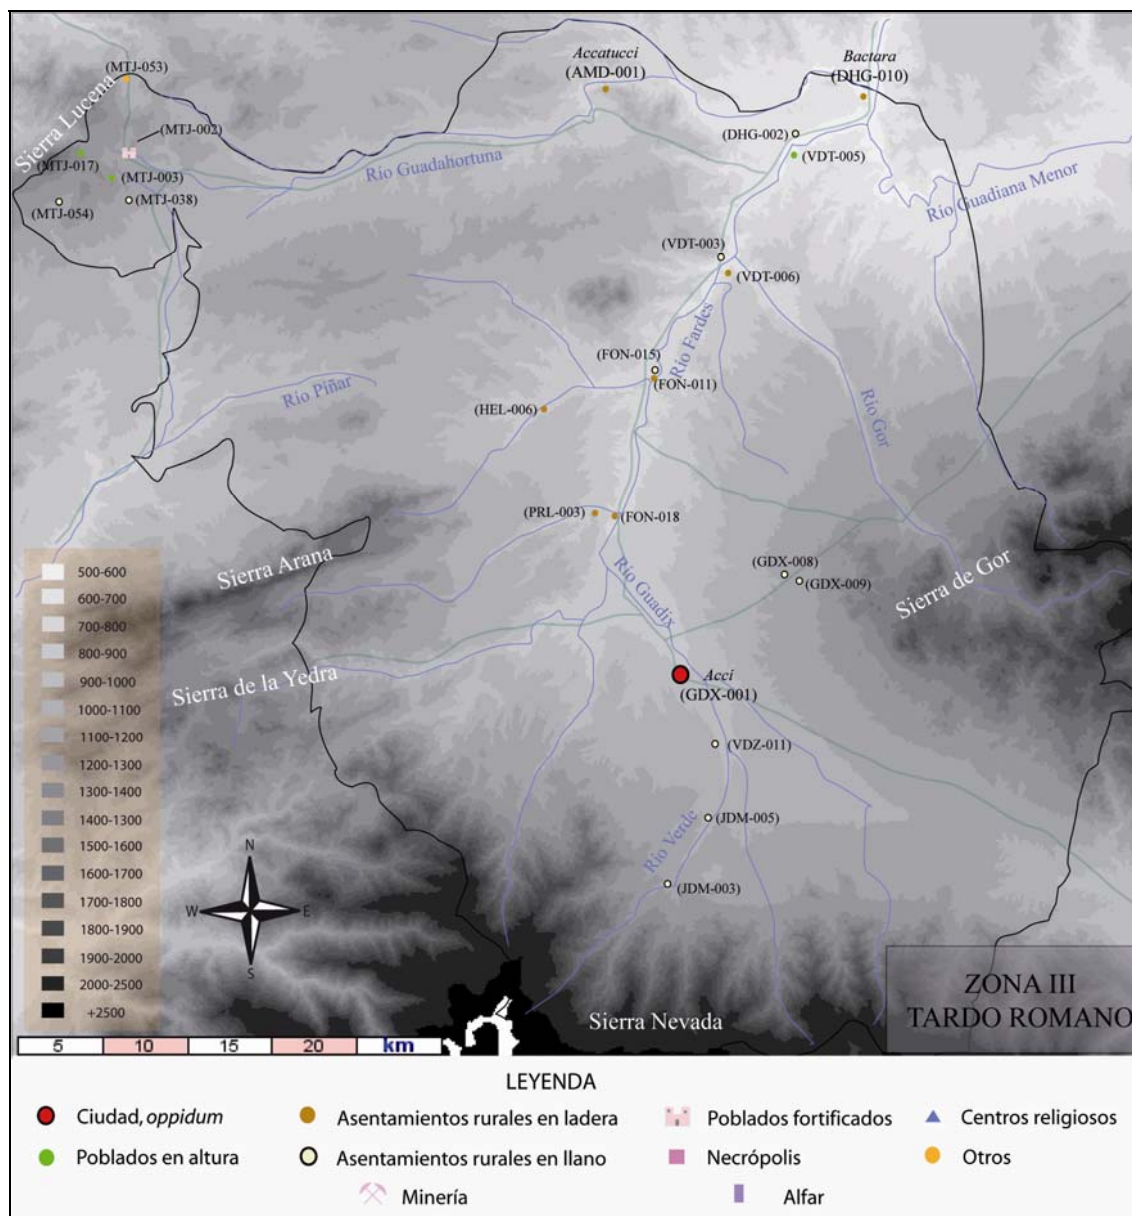 Accatucci
(AMD-001)
Bactara
(DHG-010)
(MTJ-053)
Sierra Lucena
(MTJ-002)
(DHG-002)
(VDT-005)
(MTJ-017)
(MTJ-003)
Río Guadahortuna
(MTJ-054)
(MTJ-038)
Río Guadiana Menor
(VDT-003)
(VDT-006)
Río Fardes
(FON-015)
(FON-011)
Río Piñar
(HEL-006)
Río Gor
(PRL-003)
(FON-018
Sierra Arana
(GDX-008)
(GDX-009)
Sierra de Gor
Río Guadix
Sierra de la Yedra
Acci
(GDX-001)
(VDZ-011)
(JDM-005)
Río Verde
(JDM-003)
500-600
600-700
700-800
800-900
900-1000
1000-1100
1100-1200
1200-1300
1300-1400
1400-1300
1500-1600
1600-1700
1700-1800
1800-1900
1900-2000
2000-2500
+2500
N
W
E
S
Sierra Nevada
ZONA III
TARDO ROMANO
5 10 15 20 km
LEYENDA
Ciudad, oppidum
Asentamientos rurales en ladera
Poblados fortificados
Centros religiosos
Poblados en altura
Asentamientos rurales en llano
Necrópolis
Otros
Minería
Alfar